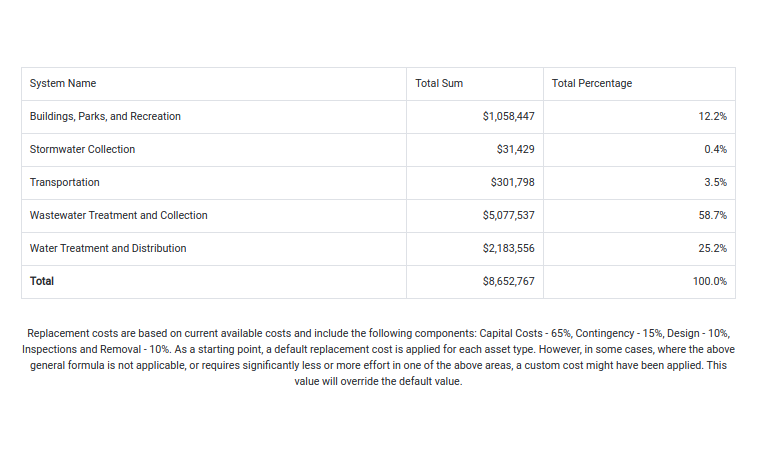 System Name Total Sum Total Percentage
Buildings, Parks, and Recreation $1,058,447 12.2%
Stormwater Collection $31,429 0.4%
Transportation $301,798 3.5%
Wastewater Treatment and Collection $5,077,537 58.7%
Water Treatment and Distribution $2,183,556 25.2%
Total $8,652,767 100.0%
Replacement costs are based on current available costs and include the following components: Capital Costs - 65%, Contingency - 15%, Design - 10%,
Inspections and Removal - 10%. As a starting point, a default replacement cost is applied for each asset type. However, in some cases, where the above
general formula is not applicable, or requires significantly less or more effort in one of the above areas, a custom cost might have been applied. This
value will override the default value.